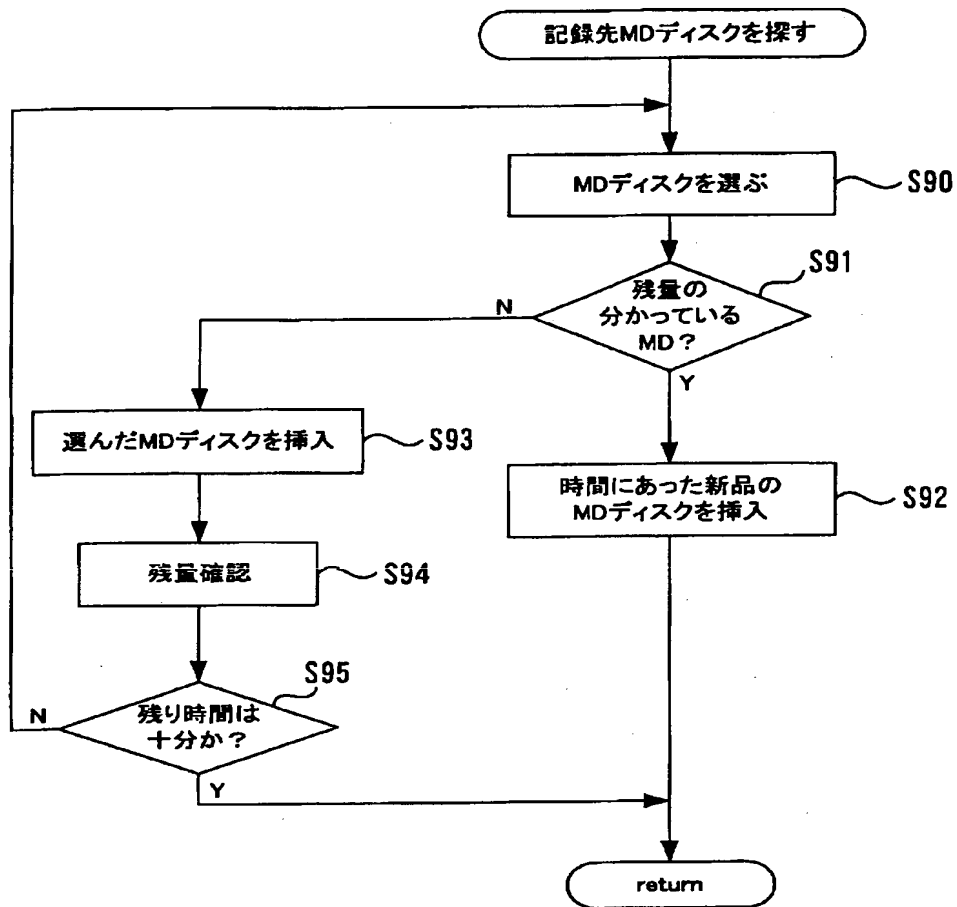 記録先MDディスクを探す
MDディスクを選ぶ
S90
S91
残量の
分かっている
MD?
N
Y
選んだMDディスクを挿入
S93
時間にあった新品の
MDディスクを挿入
S92
残量確認
S94
S95
残り時間は
十分か?
N
Y
return